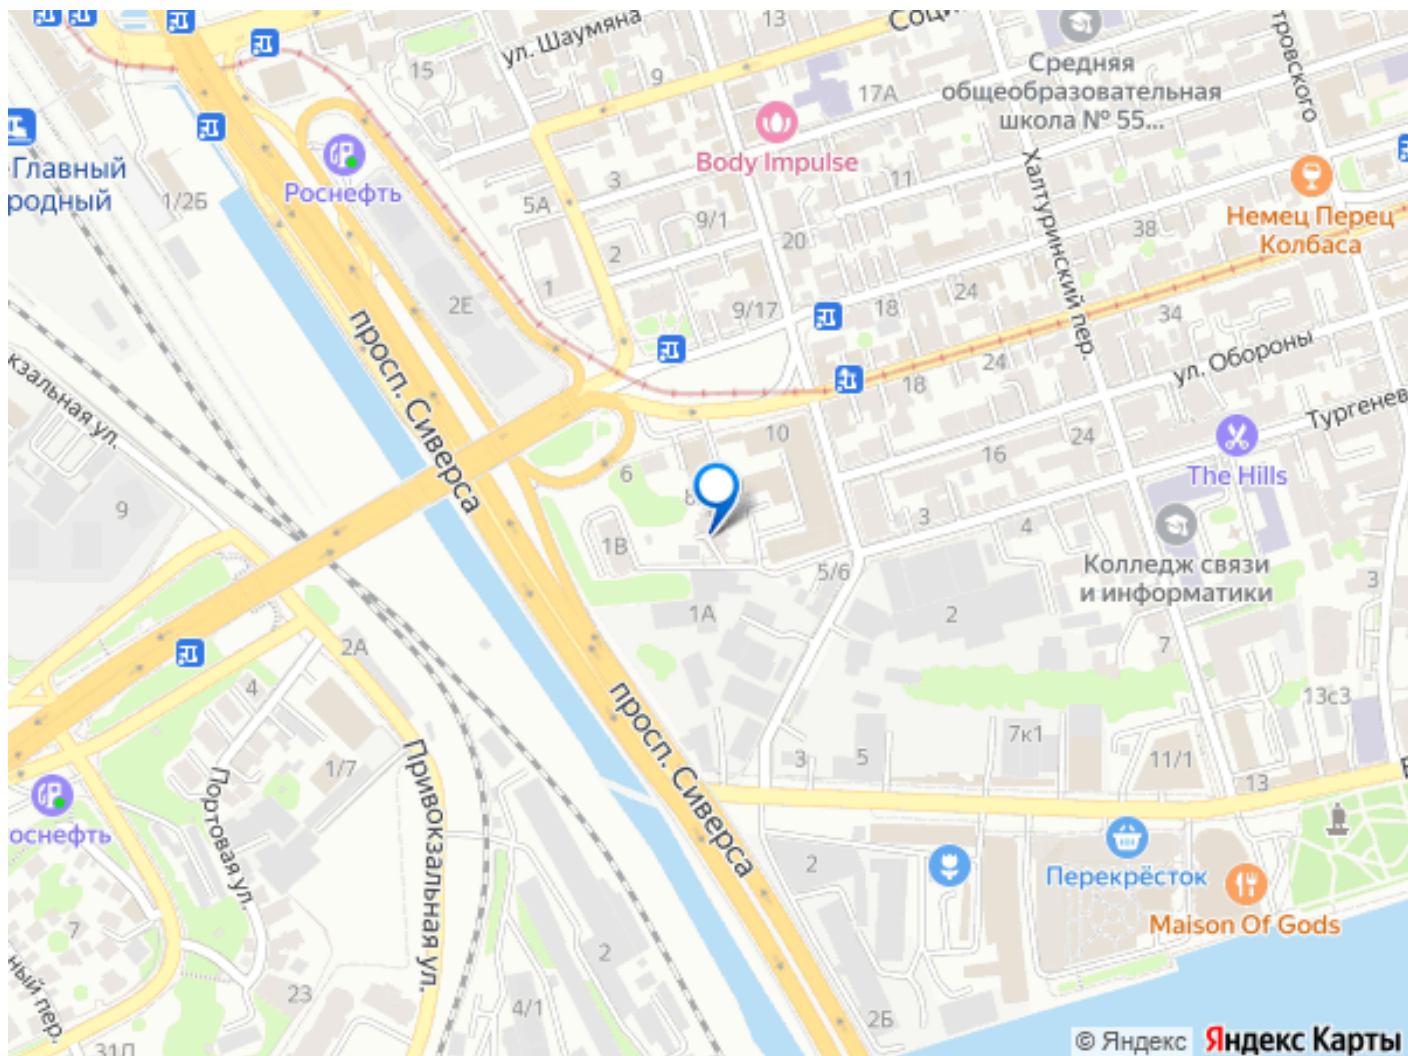 ул. Шаумяна
13
Соци
15
9
17А
Средняя
общеобразовательная
школа № 55...
тровского
Body Impulse
-Главный
родный
1/2Б
Роснефть
3
5А
9/1
11
Халтуринский пер.
38
Немец Перец
Колбаса
2
20
1
2Е
9/17
18
24
34
просп. Сиверса
кзальная ул.
24
18
ул. Обороны
Тургенев
10
24
16
The Hills
6
8
9
1В
3
4
Колледж связи
и информатики
5/6
3
1А
2
2А
7
4
13с3
просп. Сиверса
7к1
3
5
11/1
13
1/7
Портовая ул.
Привокзальная ул.
оснефть
2
Перекрёсток
Maison Of Gods
7
2
ный пер.
23
4/1
2Б
31Л
© Яндекс
Яндекс Карты